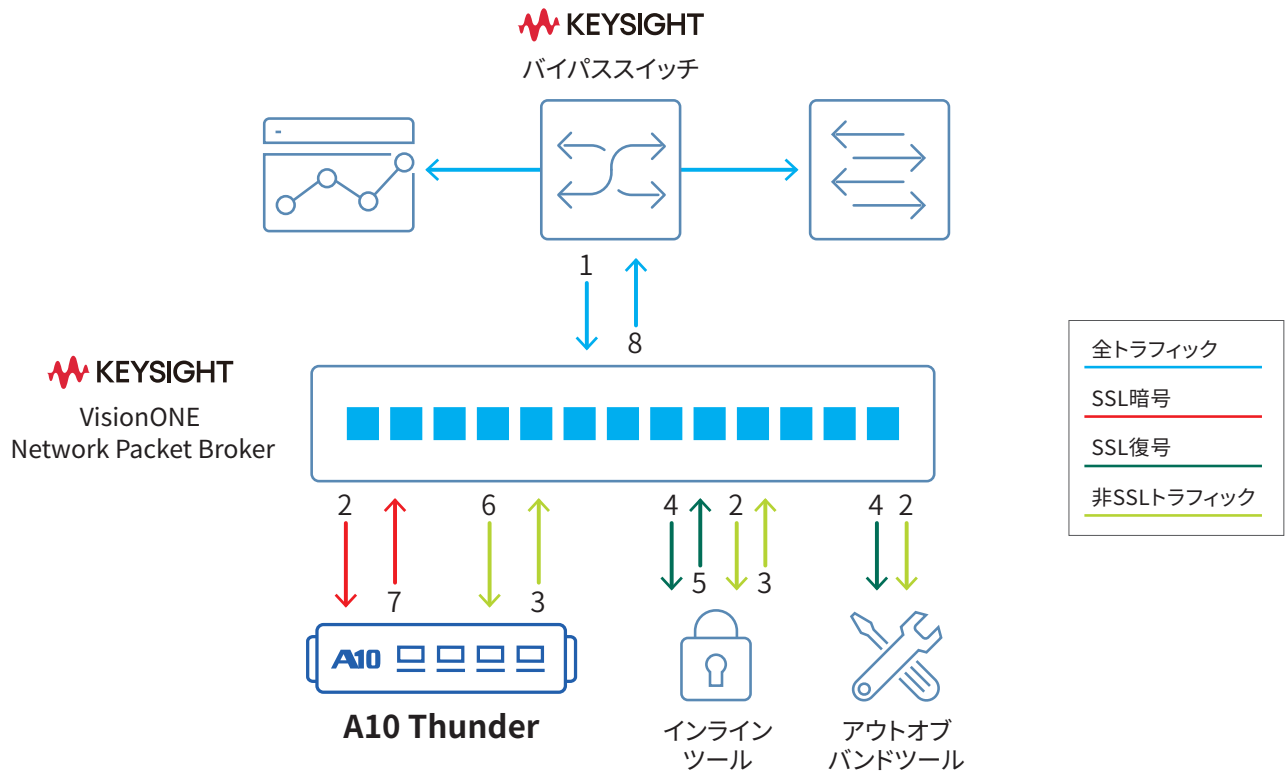 KEYSIGHT
バイパススイッチ
1
8
KEYSIGHT
VisionONE
Network Packet Broker
全トラフィック
SSL暗号
SSL復号
非SSLトラフィック
2 6 4 2 4 2
7 3 5 3
A10
A10 Thunder
インライン
ツール
アウトオブ
バンドツール